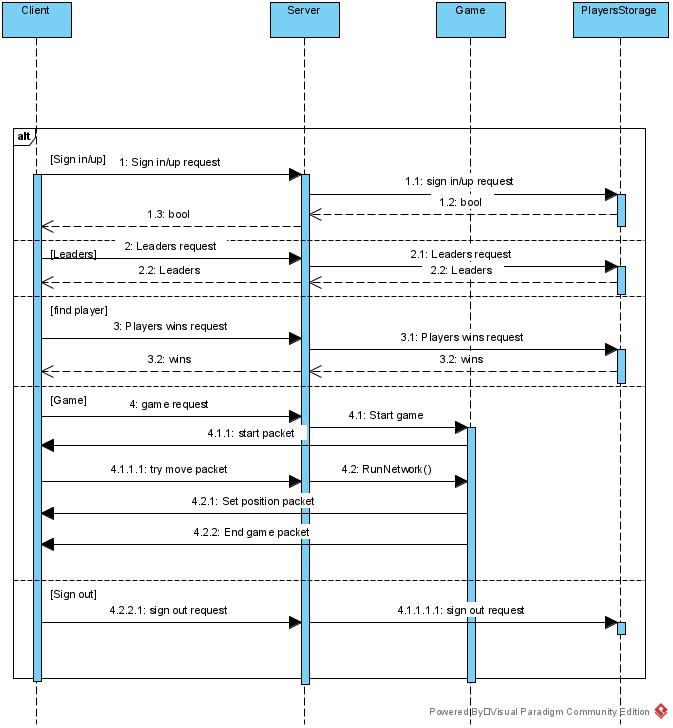 Client
Server
Game
PlayersStorage
alt
[Sign in/up]
1: Sign in/up request
1.1: sign in/up request
1.2: bool
1.3: bool
[Leaders]
2: Leaders request
2.1: Leaders request
2.2: Leaders
2.2: Leaders
[find player]
3: Players wins request
3.1: Players wins request
3.2: wins
3.2: wins
[Game]
4: game request
4.1: Start game
4.1.1: start packet
4.1.1.1: try move packet
4.2: RunNetwork()
4.2.1: Set position packet
4.2.2: End game packet
[Sign out]
4.2.2.1: sign out request
4.1.1.1.1: sign out request
Powered By Visual Paradigm Community Edition